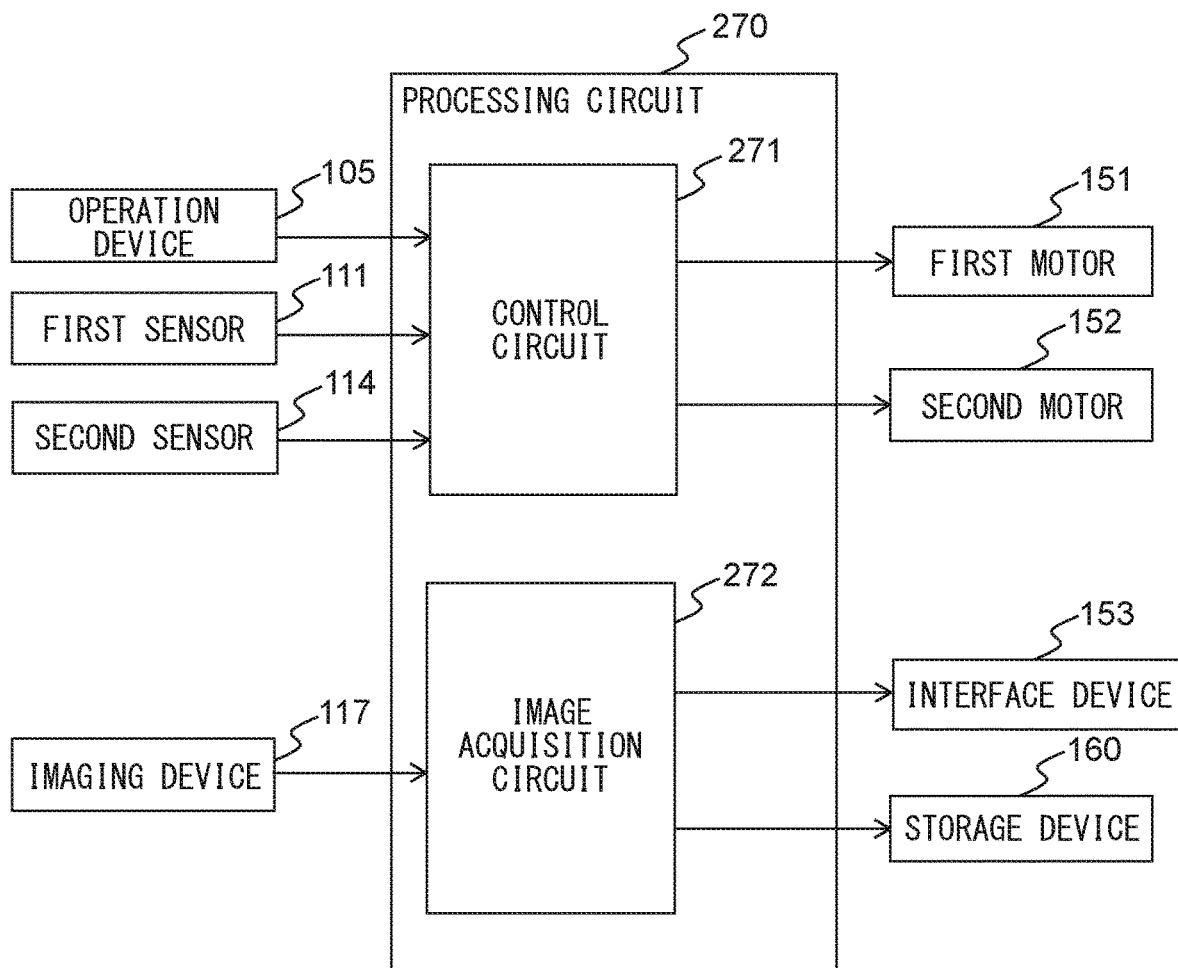 270
PROCESSING CIRCUIT
271
CONTROL
CIRCUIT
105
OPERATION
DEVICE
111
FIRST SENSOR
114
SECOND SENSOR
151
FIRST MOTOR
152
SECOND MOTOR
272
IMAGE
ACQUISITION
CIRCUIT
117
IMAGING DEVICE
153
INTERFACE DEVICE
160
STORAGE DEVICE